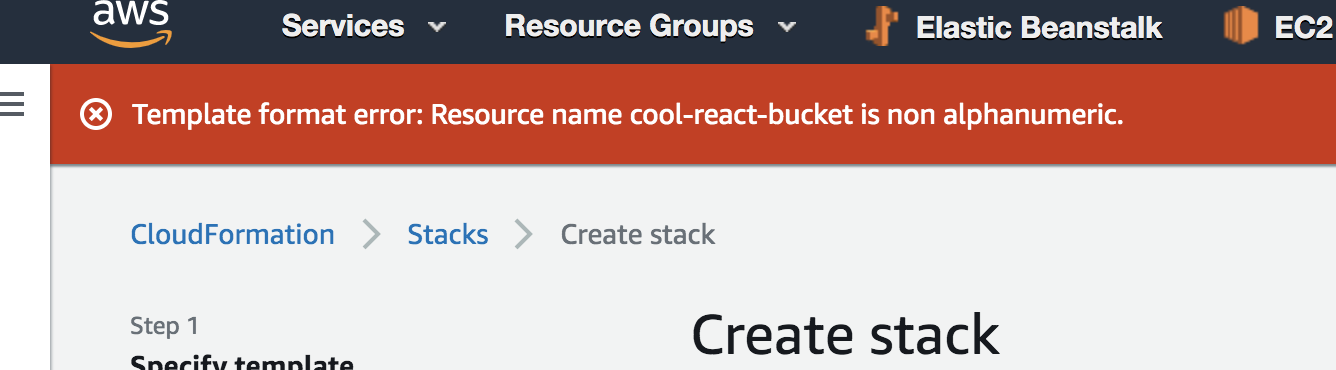 aws Services Resource Groups Elastic Beanstalk EC2
Template format error: Resource name cool-react-bucket is non alphanumeric.
CloudFormation Stacks Create stack
Step 1
Create stack
Specify template